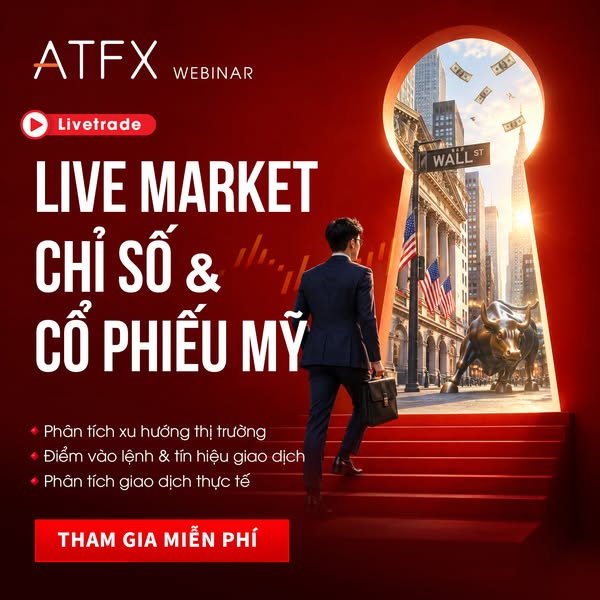 ATFX WEBINAR
Livetrade
LIVE MARKET
CHỈ SỐ &
CỔ PHIẾU MỸ
Phân tích xu hướng thị trường
Điểm vào lệnh & tín hiệu giao dịch
Phân tích giao dịch thực tế
THAM GIA MIỄN PHÍ
WALL ST